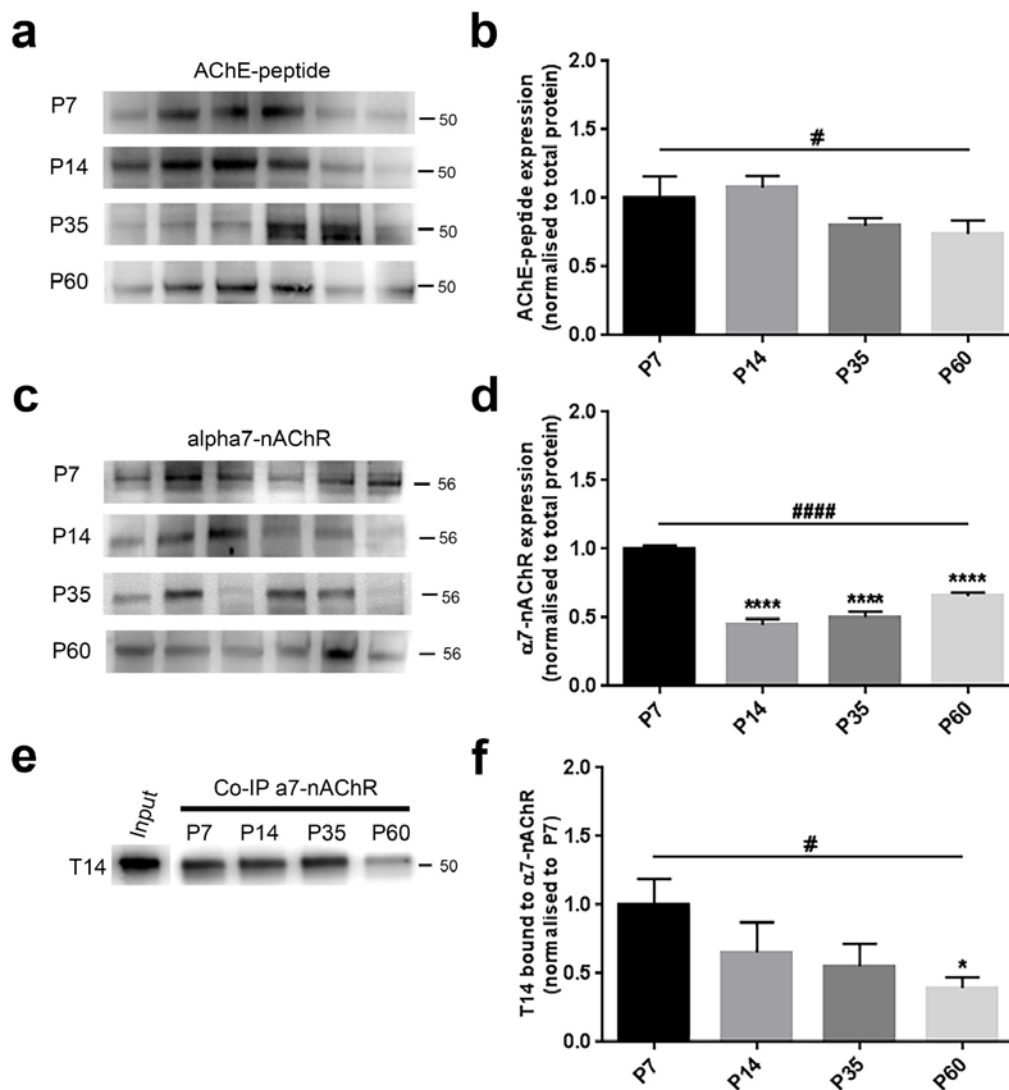 a
AChE-peptide
P7
50
P14
50
P35
50
P60
50
b
AChE-peptide expression
(normalised to total protein)
2.0
1.5
1.0
0.5
0.0
#
P7 P14 P35 P60
c
alpha7-nAChR
P7
56
P14
56
P35
56
P60
56
d
α7-nAChR expression
(normalised to total protein)
2.0
1.5
1.0
0.5
0.0
####
**** **** ****
P7 P14 P35 P60
e
Co-IP a7-nAChR
Input P7 P14 P35 P60
T14 50
f
T14 bound to α7-nAChR
(normalised to P7)
2.0
1.5
1.0
0.5
0.0
#
*
P7 P14 P35 P60